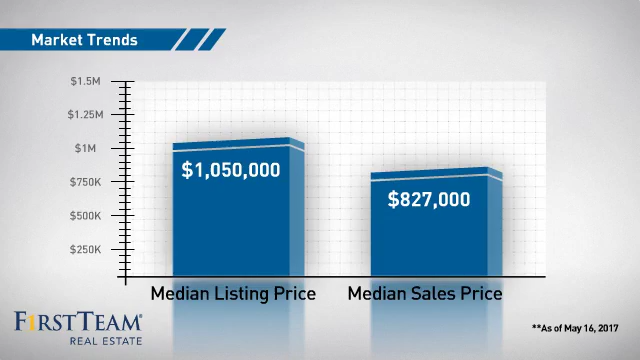 Market Trends
$1.5M
$1.25M
$1M
$750K
$500K
$250K
$1,050,000
$827,000
Median Listing Price
Median Sales Price
FIRSTTEAM®
REAL ESTATE
**As of May 16, 2017